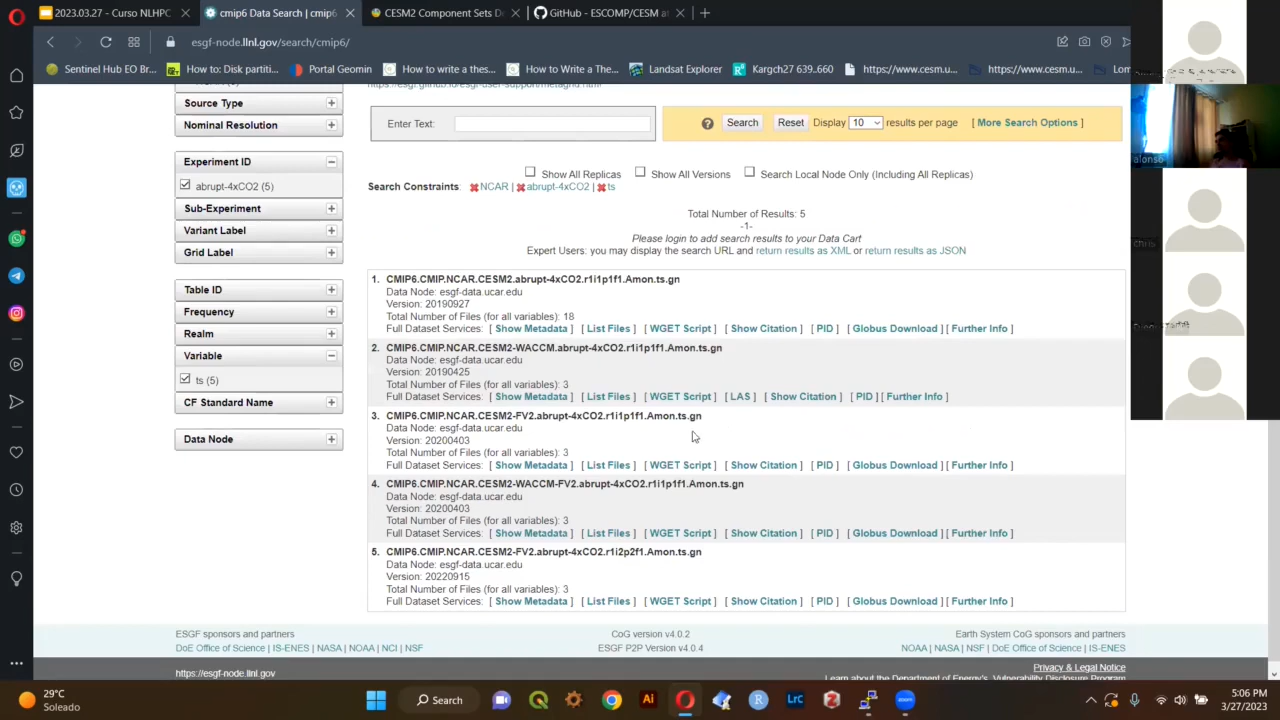 2023.03.27 - Curso NLHPC
cmip6 Data Search | cmip6
CESM2 Component Sets D
GitHub - ESCOMP/CESM at
esgf-node.llnl.gov/search/cmip6/
Sentinel Hub EO Br...
How to: Disk partiti...
Portal Geomin
How to write a thes...
How to Write a The...
Landsat Explorer
Kargch27 639.660
https://www.cesm.u...
https://www.cesm.u...
Lom
Source Type
Nominal Resolution
Experiment ID
abrupt-4xCO2 (5)
Sub-Experiment
Variant Label
Grid Label
Table ID
Frequency
Realm
Variable
ts (5)
CF Standard Name
Data Node
Enter Text:
Search
Reset
Display 10 results per page
[ More Search Options ]
Show All Replicas
Show All Versions
Search Local Node Only (Including All Replicas)
Search Constraints: NCAR | abrupt-4xCO2 | ts
Total Number of Results: 5
-1-
Please login to add search results to your Data Cart
Expert Users: you may display the search URL and return results as XML or return results as JSON
1. CMIP6.CMIP.NCAR.CESM2.abrupt-4xCO2.r1i1p1f1.Amon.ts.gn
Data Node: esgf-data.ucar.edu
Version: 20190927
Total Number of Files (for all variables): 18
Full Dataset Services: [ Show Metadata ] [ List Files ] [ WGET Script ] [ Show Citation ] [ PID ] [ Globus Download ] [ Further Info ]
2. CMIP6.CMIP.NCAR.CESM2-WACCM.abrupt-4xCO2.r1i1p1f1.Amon.ts.gn
Data Node: esgf-data.ucar.edu
Version: 20190425
Total Number of Files (for all variables): 3
Full Dataset Services: [ Show Metadata ] [ List Files ] [ WGET Script ] [ LAS ] [ Show Citation ] [ PID ] [ Further Info ]
3. CMIP6.CMIP.NCAR.CESM2-FV2.abrupt-4xCO2.r1i1p1f1.Amon.ts.gn
Data Node: esgf-data.ucar.edu
Version: 20200403
Total Number of Files (for all variables): 3
Full Dataset Services: [ Show Metadata ] [ List Files ] [ WGET Script ] [ Show Citation ] [ PID ] [ Globus Download ] [ Further Info ]
4. CMIP6.CMIP.NCAR.CESM2-WACCM-FV2.abrupt-4xCO2.r1i1p1f1.Amon.ts.gn
Data Node: esgf-data.ucar.edu
Version: 20200403
Total Number of Files (for all variables): 3
Full Dataset Services: [ Show Metadata ] [ List Files ] [ WGET Script ] [ Show Citation ] [ PID ] [ Globus Download ] [ Further Info ]
5. CMIP6.CMIP.NCAR.CESM2-FV2.abrupt-4xCO2.r1i2p2f1.Amon.ts.gn
Data Node: esgf-data.ucar.edu
Version: 20220915
Total Number of Files (for all variables): 3
Full Dataset Services: [ Show Metadata ] [ List Files ] [ WGET Script ] [ Show Citation ] [ PID ] [ Globus Download ] [ Further Info ]
ESGF sponsors and partners
DoE Office of Science | IS-ENES | NASA | NOAA | NCI | NSF
CoG version v4.0.2
ESGF P2P Version v4.0.4
Earth System CoG sponsors and partners
NOAA | NASA | NSF | DoE Office of Science | IS-ENES
Privacy & Legal Notice
Learn about the Department of Energy's Vulnerability Disclosure Program
https://esgf-node.llnl.gov
alonso
chris
29°C
Soleado
Search
Ai
R
LrC
Z
zoom
5:06 PM
3/27/2023